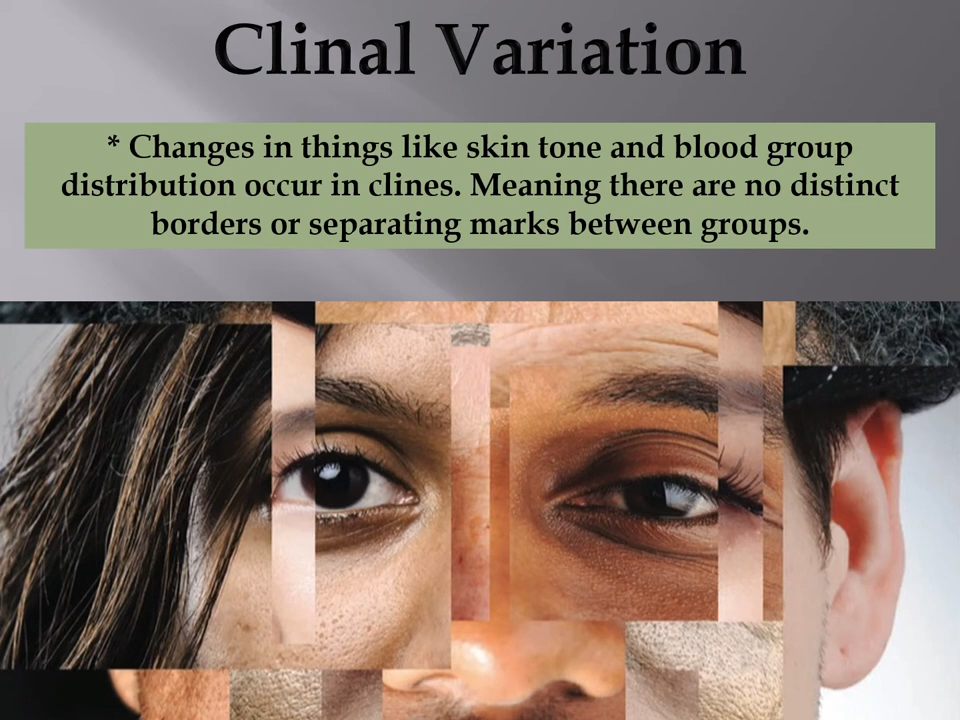 Clinal Variation
* Changes in things like skin tone and blood group
distribution occur in clines. Meaning there are no distinct
borders or separating marks between groups.